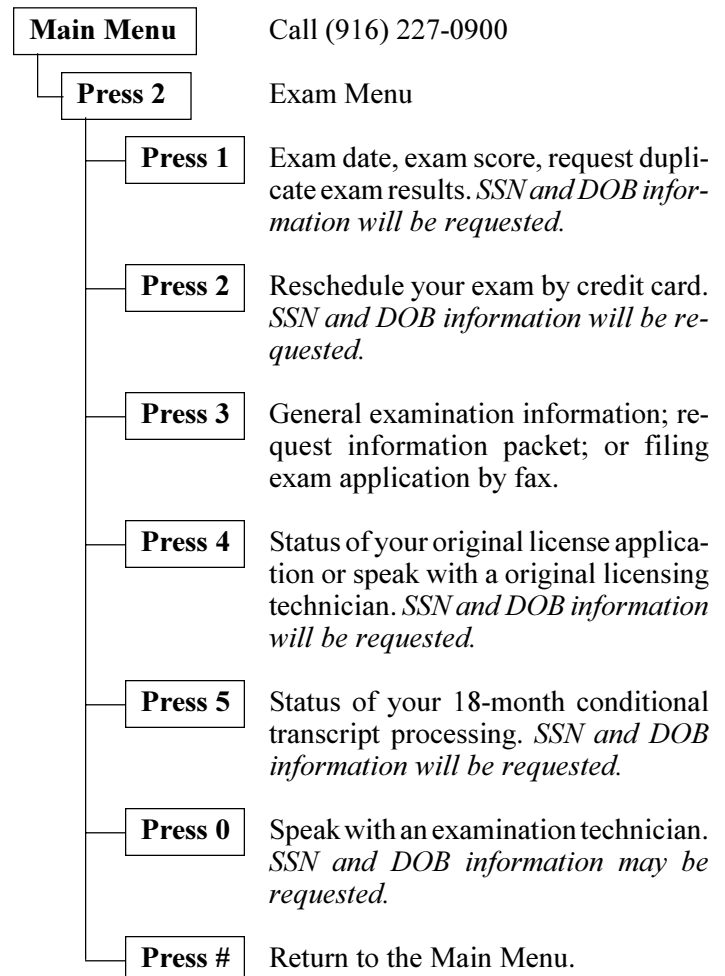 Main Menu Call (916) 227-0900
Press 2 Exam Menu
Press 1 Exam date, exam score, request dupli-
cate exam results. SSN and DOB infor-
mation will be requested.
Press 2 Reschedule your exam by credit card.
SSN and DOB information will be re-
quested.
Press 3 General examination information; re-
quest information packet; or filing
exam application by fax.
Press 4 Status of your original license applica-
tion or speak with a original licensing
technician. SSN and DOB information
will be requested.
Press 5 Status of your 18-month conditional
transcript processing. SSN and DOB
information will be requested.
Press 0 Speak with an examination technician.
SSN and DOB information may be
requested.
Press # Return to the Main Menu.